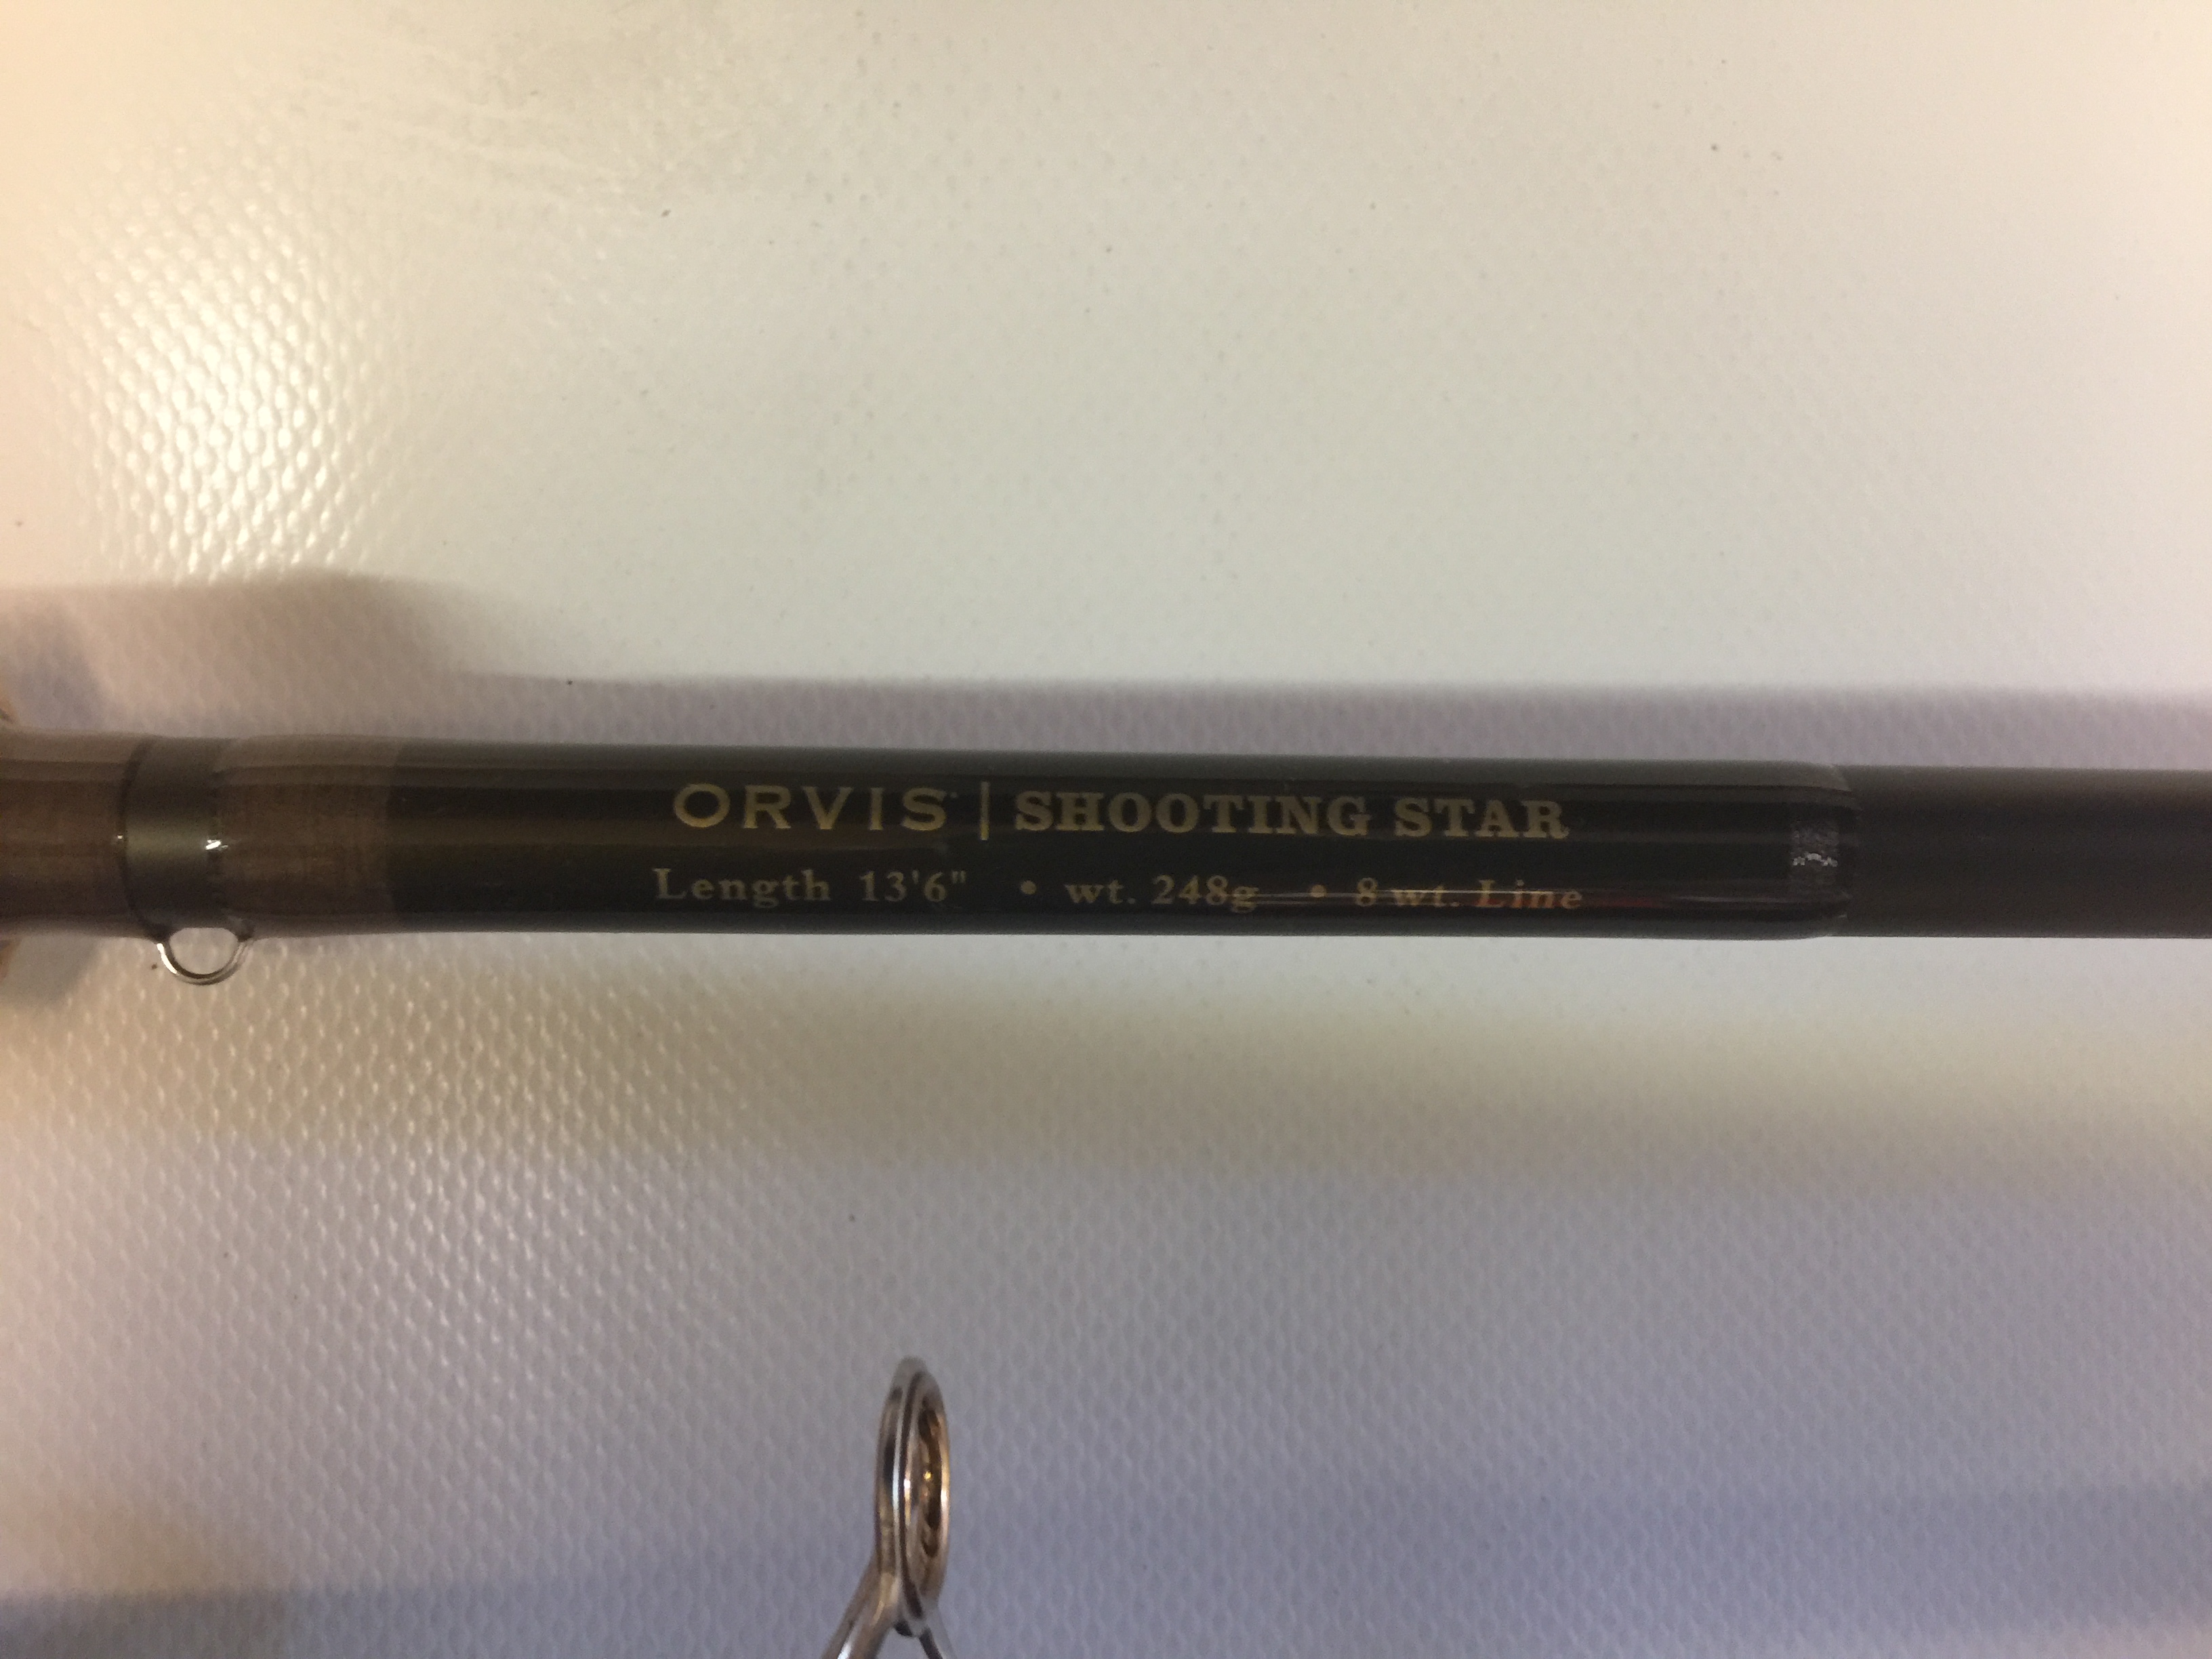 ORVIS | SHOOTING STAR
Length 13'6" • wt. 248g • 8 wt. Line